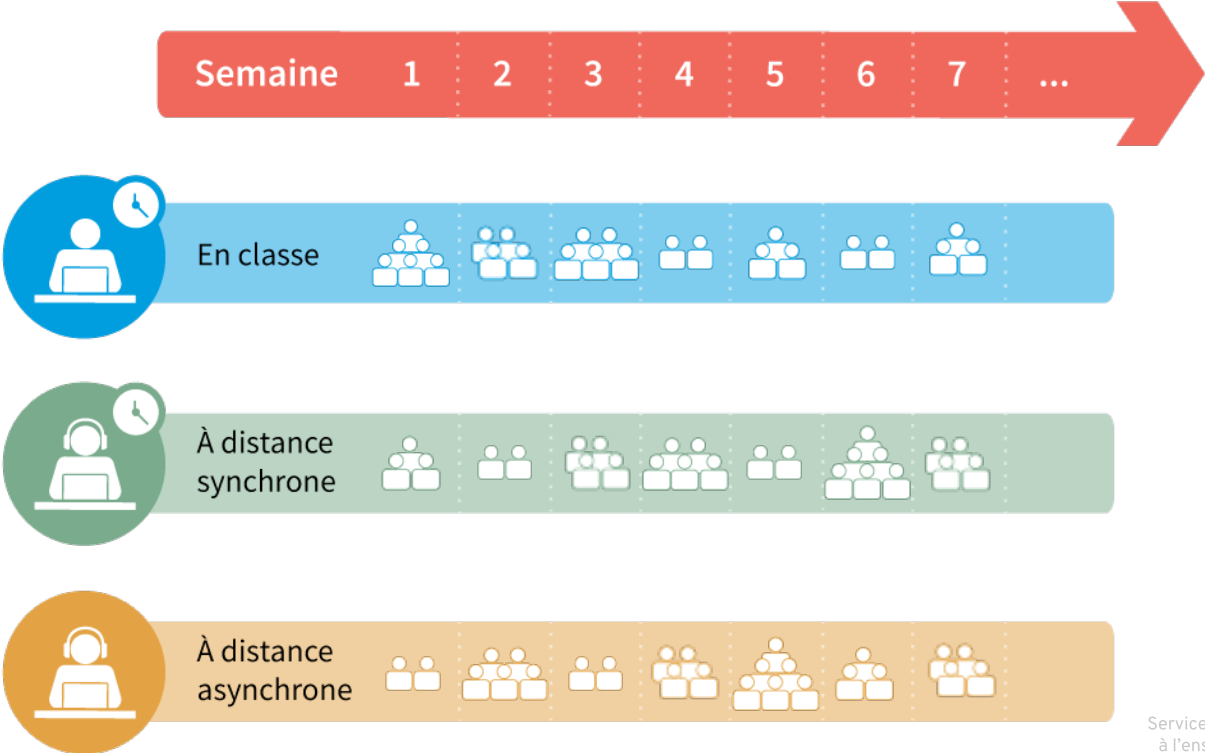 Semaine 1 2 3 4 5 6 7 ...
En classe
À distance
synchrone
À distance
asynchrone
Service
à l'ens